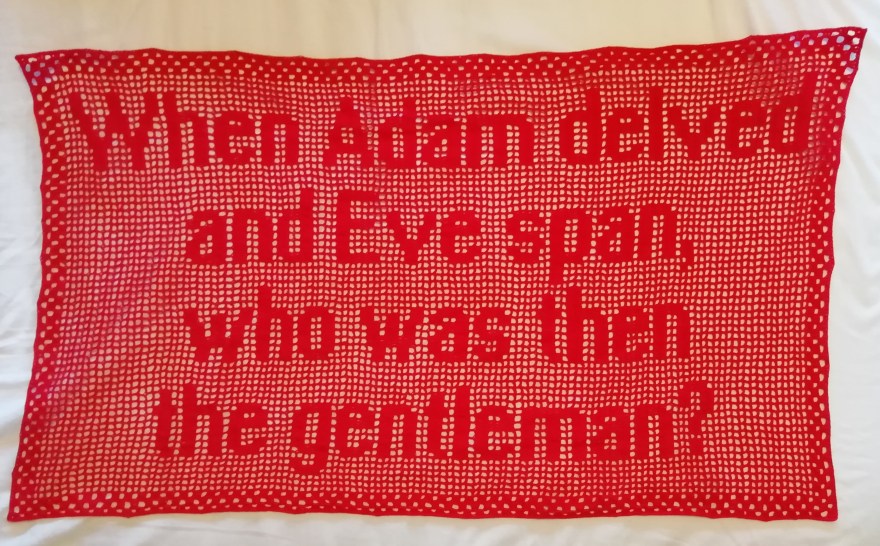 When Adam delved
and Eve span,
who was then
the gentleman?